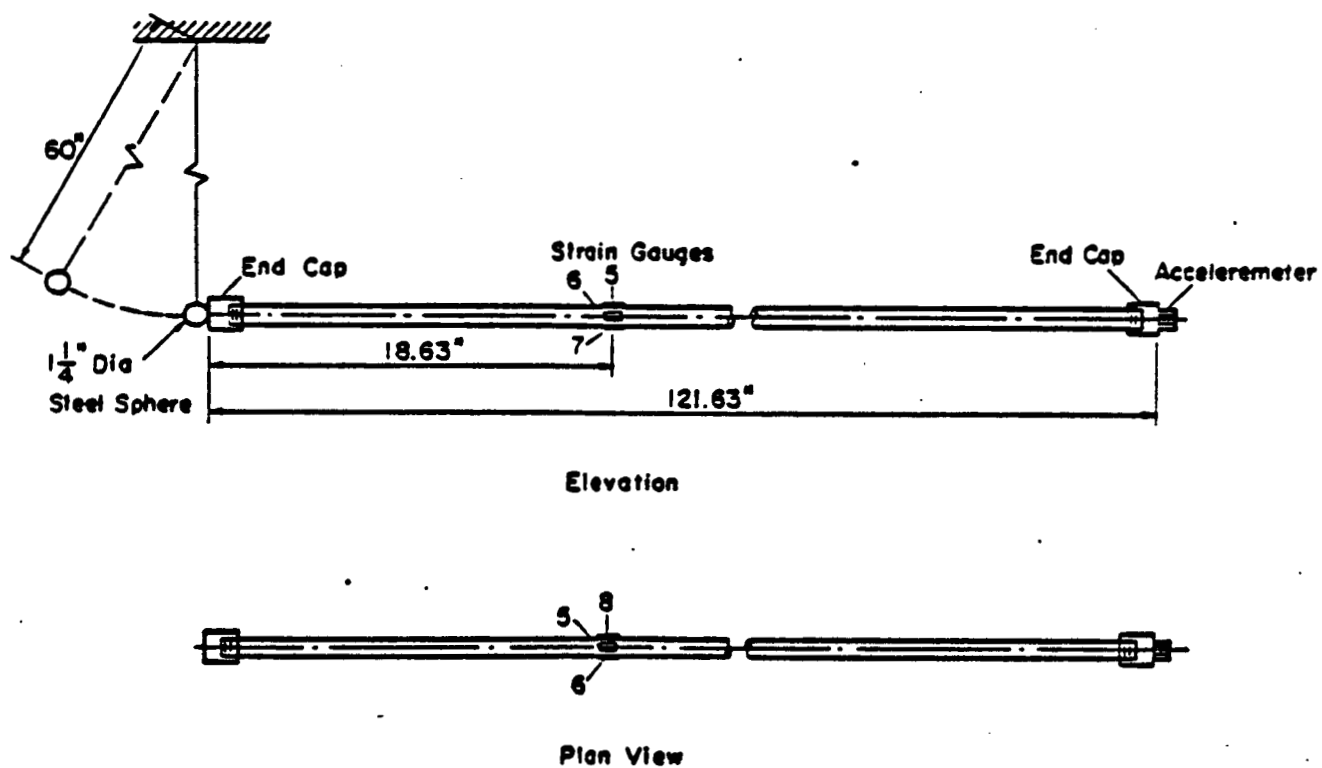 60"
End Cap
Strain Gauges
6 5
7
End Cap
Acceleremeter
1 1/4" Dia
Steel Sphere
18.63"
121.63"
Elevation
5 8
6
Plan View